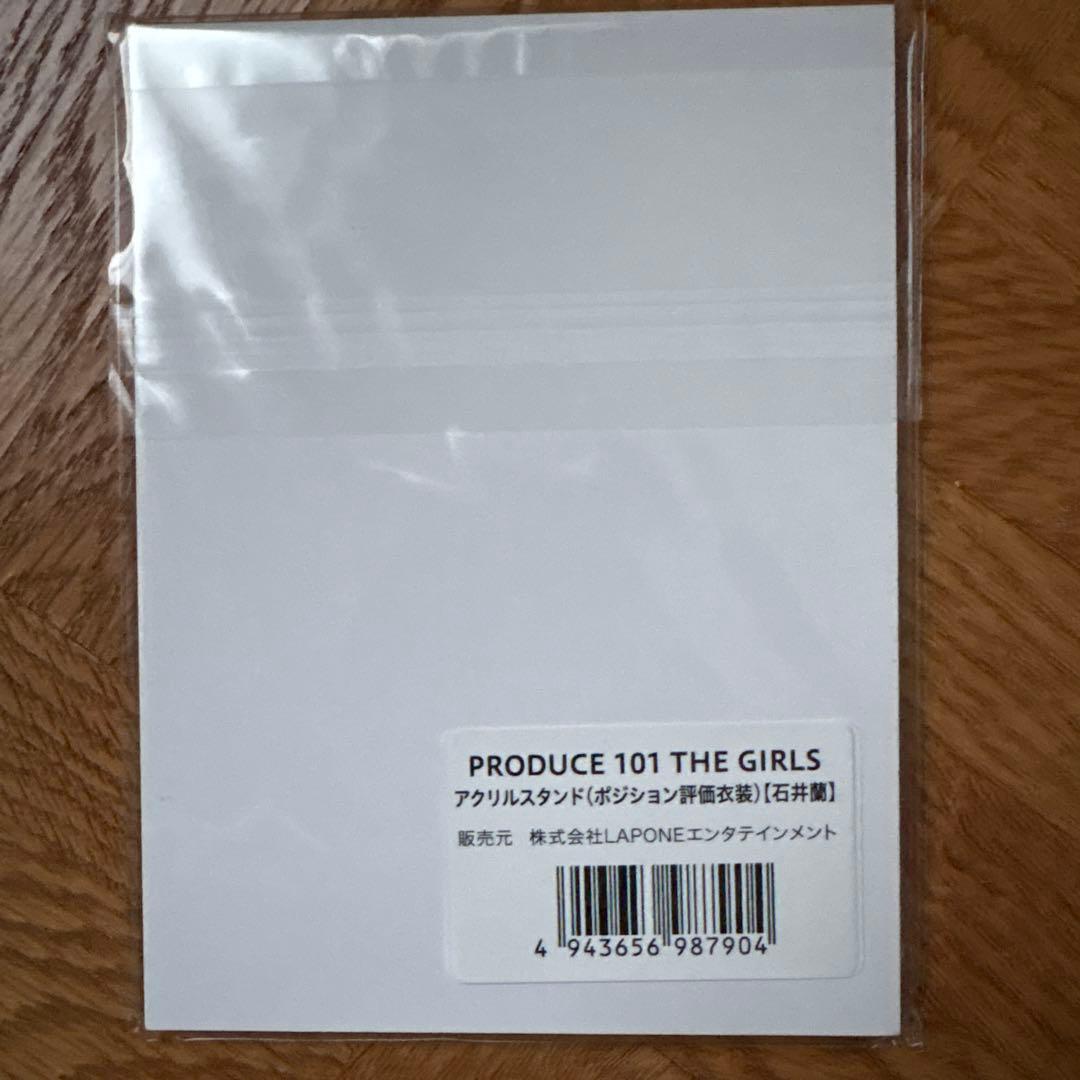 PRODUCE 101 THE GIRLS
アクリルスタンド(ポジション評価衣装)【石井蘭】
販売元 株式会社LAPONEエンタテインメント
4 943656 987904